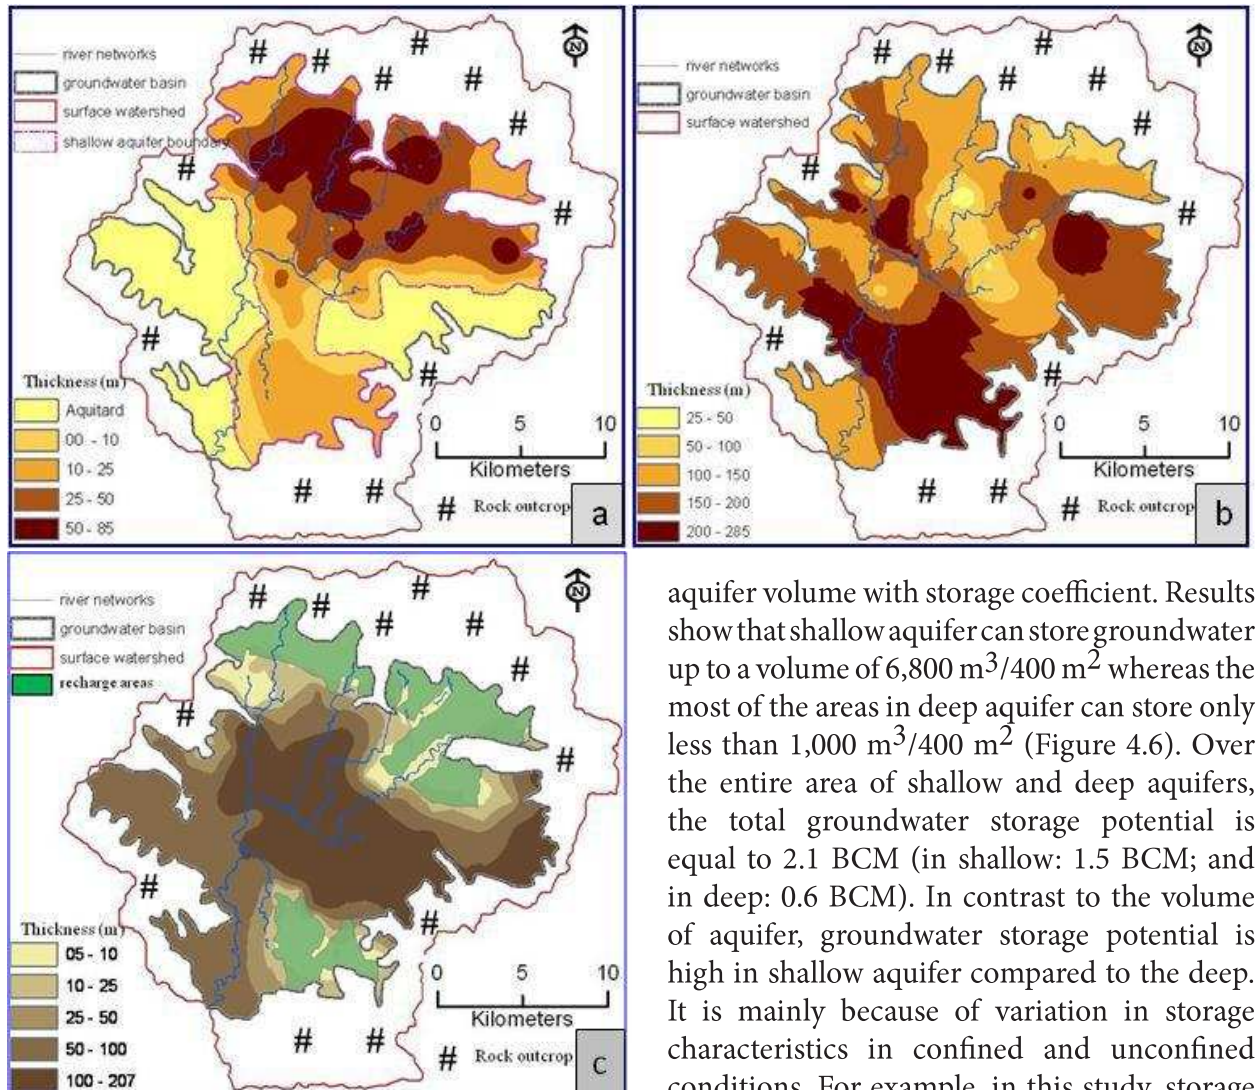 river networks
groundwater basin
surface watershed
shallow aquifer boundary
# # # # # # # # # # # #
N
Thickness (m)
Aquitard
00 - 10
10 - 25
25 - 50
50 - 85
0 5 10
Kilometers
# Rock outcrop
a
river networks
groundwater basin
surface watershed
# # # # # # # # # # # #
N
Thickness (m)
25 - 50
50 - 100
100 - 150
150 - 200
200 - 285
0 5 10
Kilometers
# Rock outcrop
b
river networks
groundwater basin
surface watershed
recharge areas
# # # # # # # # # # # #
N
Thickness (m)
05 - 10
10 - 25
25 - 50
50 - 100
100 - 207
0 5 10
Kilometers
# Rock outcrop
c
aquifer volume with storage coefficient. Results
show that shallow aquifer can store groundwater
up to a volume of 6,800 m³/400 m² whereas the
most of the areas in deep aquifer can store only
less than 1,000 m³/400 m² (Figure 4.6). Over
the entire area of shallow and deep aquifers,
the total groundwater storage potential is
equal to 2.1 BCM (in shallow: 1.5 BCM; and
in deep: 0.6 BCM). In contrast to the volume
of aquifer, groundwater storage potential is
high in shallow aquifer compared to the deep.
It is mainly because of variation in storage
characteristics in confined and unconfined
conditions. For example, in this study, storage